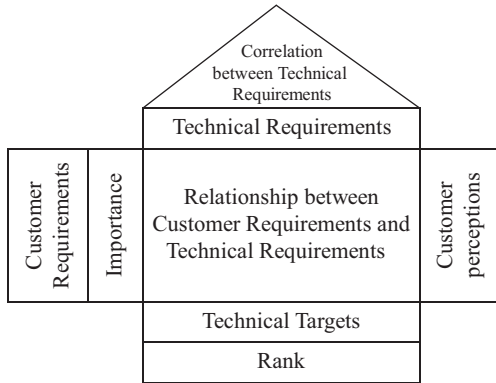 Correlation
between Technical
Requirements
Technical Requirements
Customer
Requirements
Importance
Relationship between
Customer Requirements and
Technical Requirements
Customer
perceptions
Technical Targets
Rank